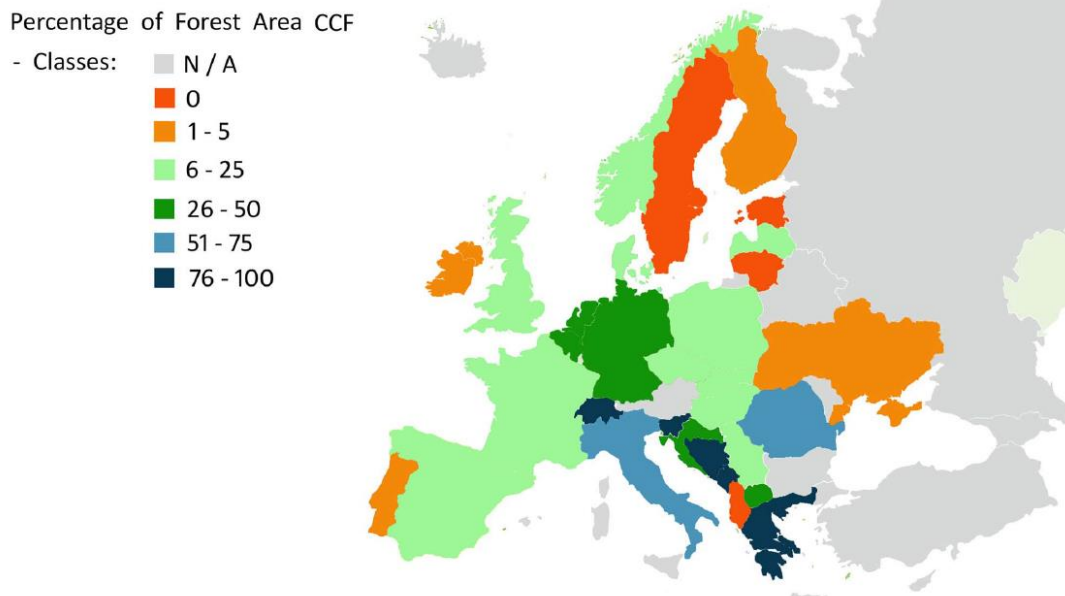 Percentage of Forest Area CCF
- Classes:
N / A
0
1 - 5
6 - 25
26 - 50
51 - 75
76 - 100